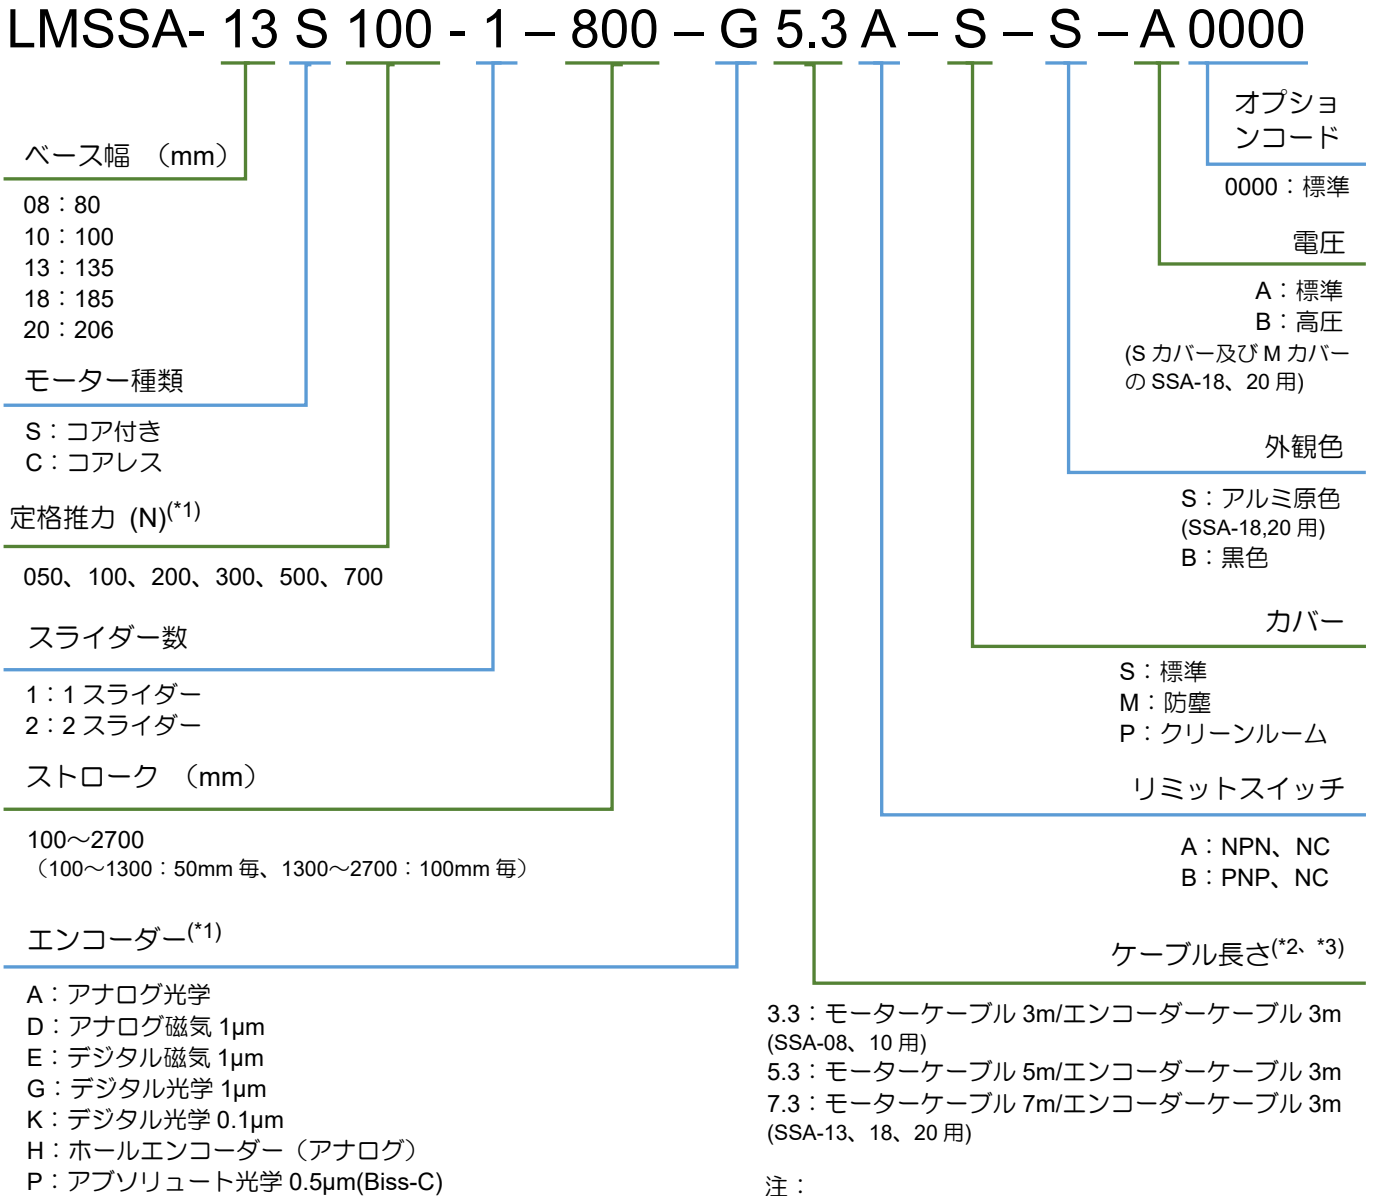 LMSSA- 13 S 100 - 1 – 800 – G 5.3 A – S – S – A 0000
ベース幅 （mm）
08：80
10：100
13：135
18：185
20：206
モーター種類
S：コア付き
C：コアレス
定格推力 (N)(*1)
050、100、200、300、500、700
スライダー数
1：1 スライダー
2：2 スライダー
ストローク （mm）
100～2700
（100～1300：50mm 毎、1300～2700：100mm 毎）
エンコーダー(*1)
A：アナログ光学
D：アナログ磁気 1μm
E：デジタル磁気 1μm
G：デジタル光学 1μm
K：デジタル光学 0.1μm
H：ホールエンコーダー（アナログ）
P：アブソリュート光学 0.5μm(Biss-C)
オプショ
ンコード
0000：標準
電圧
A：標準
B：高圧
(S カバー及び M カバー
の SSA-18、20 用)
外観色
S：アルミ原色
(SSA-18,20 用)
B：黒色
カバー
S：標準
M：防塵
P：クリーンルーム
リミットスイッチ
A：NPN、NC
B：PNP、NC
ケーブル長さ(*2、*3)
3.3：モーターケーブル 3m/エンコーダーケーブル 3m
(SSA-08、10 用)
5.3：モーターケーブル 5m/エンコーダーケーブル 3m
7.3：モーターケーブル 7m/エンコーダーケーブル 3m
(SSA-13、18、20 用)
注：